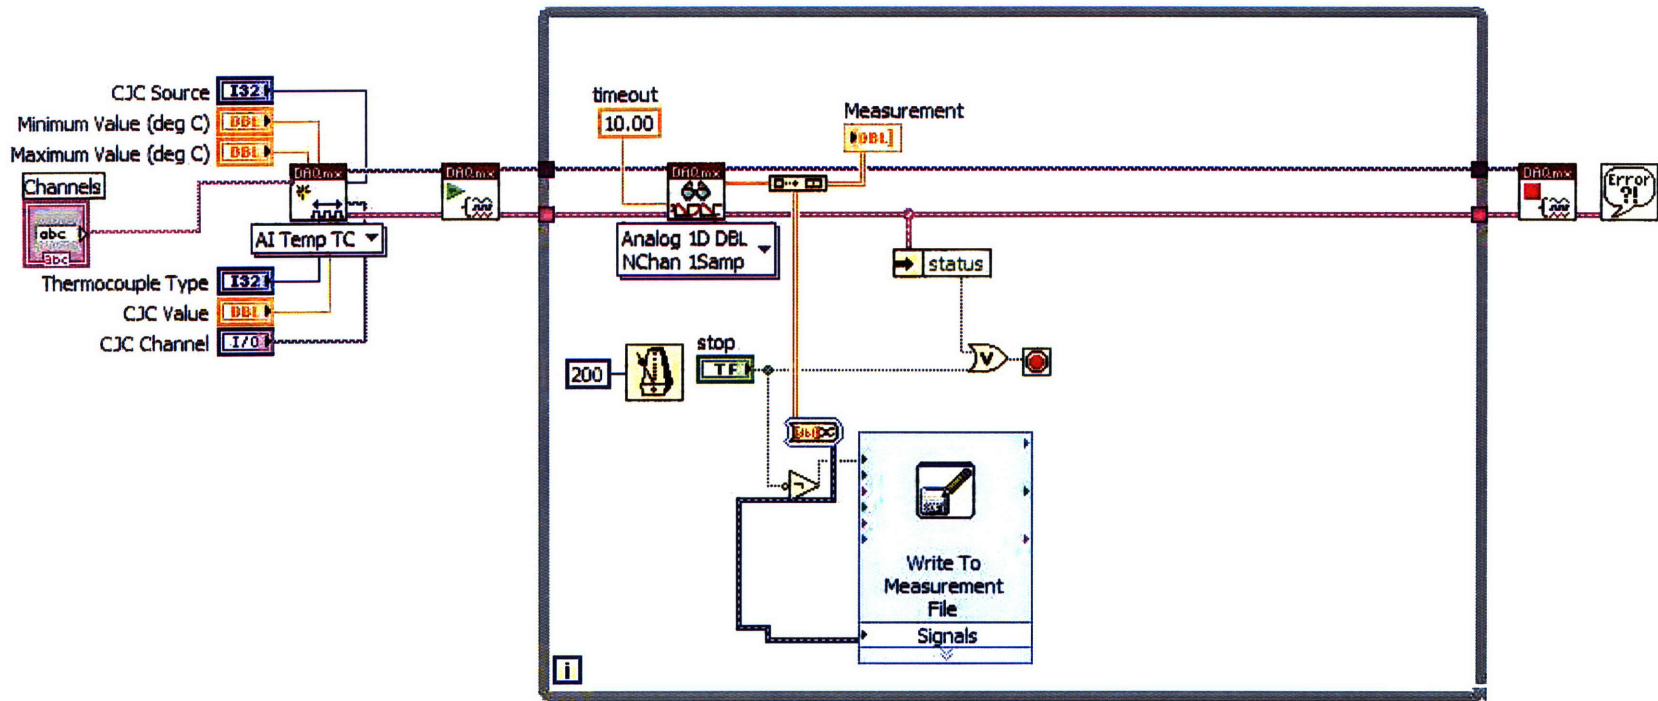 CJC Source
I32
Minimum Value (deg C)
DBL
Maximum Value (deg C)
DBL
Channels
abc
abc
DAQmx
AI Temp TC
Thermocouple Type
I32
CJC Value
DBL
CJC Channel
I/O
DAQmx
timeout
10.00
DAQmx
Analog 1D DBL
NChan 1Samp
Measurement
DBL]
status
200
stop
TF
V
Write To
Measurement
File
Signals
i
DAQmx
Error
?!